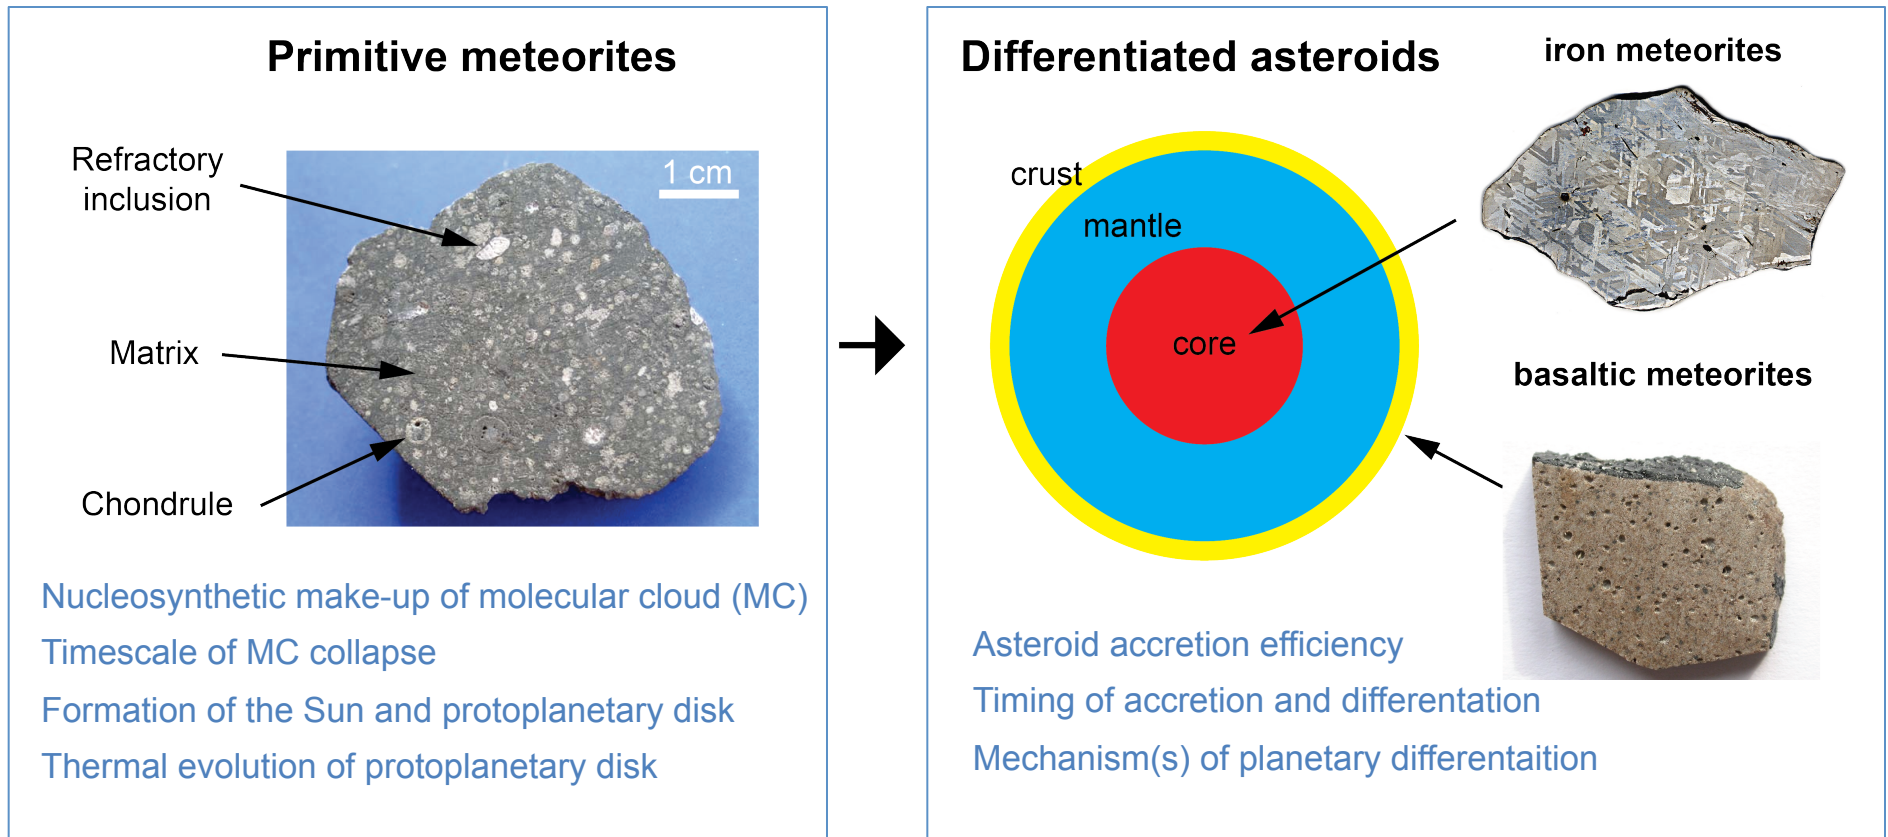 Primitive meteorites
Refractory
inclusion
1 cm
Matrix
Chondrule
Nucleosynthetic make-up of molecular cloud (MC)
Timescale of MC collapse
Formation of the Sun and protoplanetary disk
Thermal evolution of protoplanetary disk
Differentiated asteroids
iron meteorites
crust
mantle
core
basaltic meteorites
Asteroid accretion efficiency
Timing of accretion and differentation
Mechanism(s) of planetary differentaition